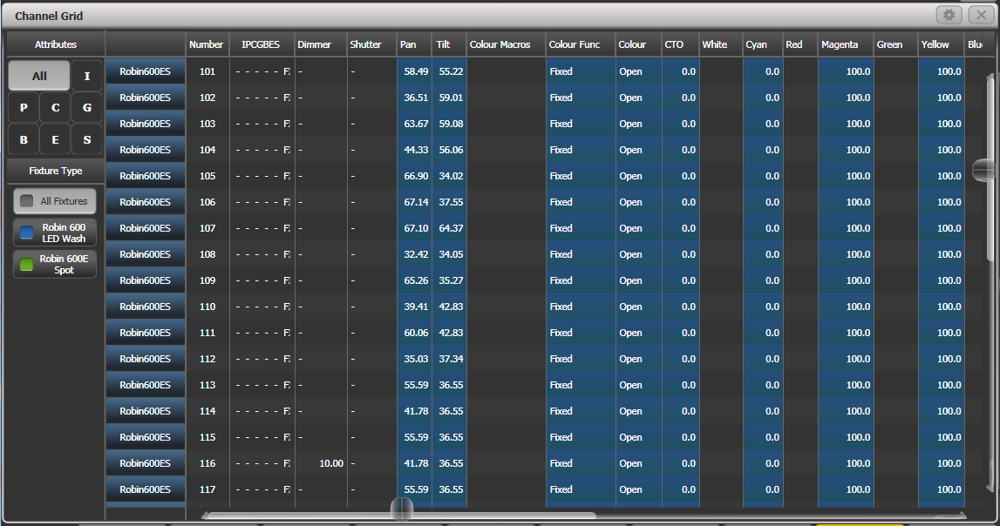 Channel Grid
Attributes
All I
P C G
B E S
Fixture Type
All Fixtures
Robin 600
LED Wash
Robin 600E
Spot
Number IPCGBES Dimmer Shutter Pan Tilt Colour Macros Colour Func Colour CTO White Cyan Red Magenta Green Yellow Blu
Robin600ES 101 - - - - - F - - 58.49 55.22 Fixed Open 0.0 0.0 100.0 100.0
Robin600ES 102 - - - - - F - - 36.51 59.01 Fixed Open 0.0 0.0 100.0 100.0
Robin600ES 103 - - - - - F - - 63.67 59.08 Fixed Open 0.0 0.0 100.0 100.0
Robin600ES 104 - - - - - F - - 44.33 56.06 Fixed Open 0.0 0.0 100.0 100.0
Robin600ES 105 - - - - - F - - 66.90 34.02 Fixed Open 0.0 0.0 100.0 100.0
Robin600ES 106 - - - - - F - - 67.14 37.55 Fixed Open 0.0 0.0 100.0 100.0
Robin600ES 107 - - - - - F - - 67.10 64.37 Fixed Open 0.0 0.0 100.0 100.0
Robin600ES 108 - - - - - F - - 32.42 34.05 Fixed Open 0.0 0.0 100.0 100.0
Robin600ES 109 - - - - - F - - 65.26 35.27 Fixed Open 0.0 0.0 100.0 100.0
Robin600ES 110 - - - - - F - - 39.41 42.83 Fixed Open 0.0 0.0 100.0 100.0
Robin600ES 111 - - - - - F - - 60.06 42.83 Fixed Open 0.0 0.0 100.0 100.0
Robin600ES 112 - - - - - F - - 35.03 37.34 Fixed Open 0.0 0.0 100.0 100.0
Robin600ES 113 - - - - - F - - 55.59 36.55 Fixed Open 0.0 0.0 100.0 100.0
Robin600ES 114 - - - - - F - - 41.78 36.55 Fixed Open 0.0 0.0 100.0 100.0
Robin600ES 115 - - - - - F - - 55.59 36.55 Fixed Open 0.0 0.0 100.0 100.0
Robin600ES 116 - - - - - F 10.00 - 41.78 36.55 Fixed Open 0.0 0.0 100.0 100.0
Robin600ES 117 - - - - - F - - 55.59 36.55 Fixed Open 0.0 0.0 100.0 100.0